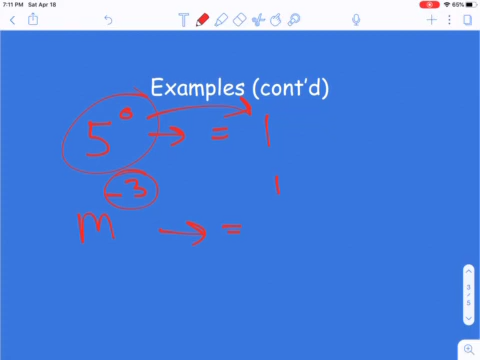 7:11 PM Sat Apr 18 65%
Examples (cont'd)
5⁰ → = 1
1
m⁻³ → =
3
/
5